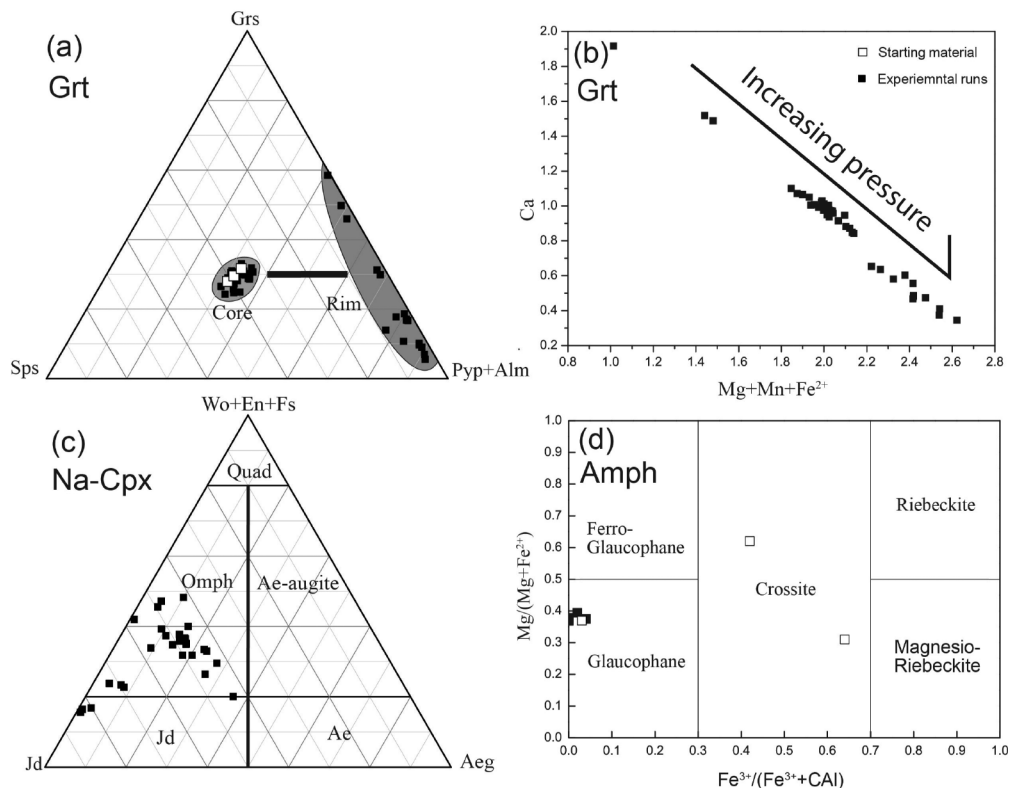 (a)
Grt
Grs
Core
Rim
Sps
Pyp+Alm
(b)
Grt
Starting material
Experiemntal runs
Increasing pressure
Ca
2.0
1.8
1.6
1.4
1.2
1.0
0.8
0.6
0.4
0.2
0.8 1.0 1.2 1.4 1.6 1.8 2.0 2.2 2.4 2.6 2.8
Mg+Mn+Fe²⁺
(c)
Na-Cpx
Wo+En+Fs
Quad
Omph
Ae-augite
Jd
Ae
Jd
Aeg
(d)
Amph
Mg/(Mg+Fe²⁺)
1.0
0.9
0.8
0.7
0.6
0.5
0.4
0.3
0.2
0.1
0.0
Ferro-
Glaucophane
Riebeckite
Crossite
Glaucophane
Magnesio-
Riebeckite
0.0 0.1 0.2 0.3 0.4 0.5 0.6 0.7 0.8 0.9 1.0
Fe³⁺/(Fe³⁺+CAl)